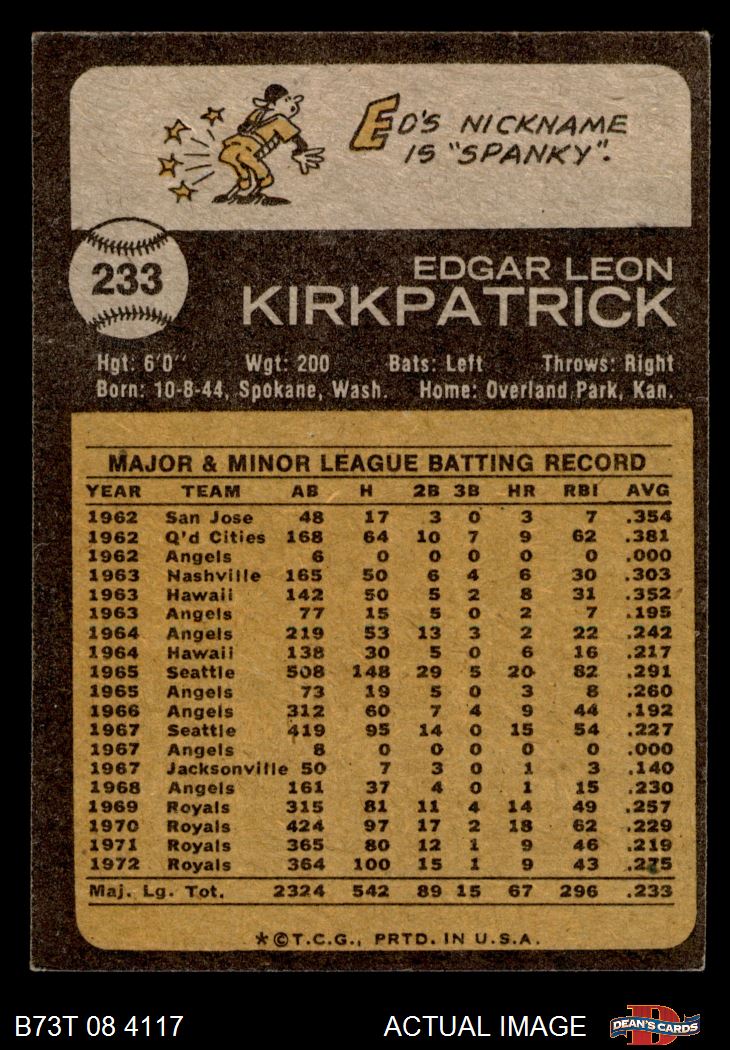 ED'S NICKNAME
IS "SPANKY".
233
EDGAR LEON
KIRKPATRICK
Hgt: 6'0" Wgt: 200 Bats: Left Throws: Right
Born: 10-8-44, Spokane, Wash. Home: Overland Park, Kan.
MAJOR & MINOR LEAGUE BATTING RECORD
YEAR TEAM AB H 2B 3B HR RBI AVG
1962 San Jose 48 17 3 0 3 7 .354
1962 Q'd Cities 168 64 10 7 9 62 .381
1962 Angels 6 0 0 0 0 0 .000
1963 Nashville 165 50 6 4 6 30 .303
1963 Hawaii 142 50 5 2 8 31 .352
1963 Angels 77 15 5 0 2 7 .195
1964 Angels 219 53 13 3 2 22 .242
1964 Hawaii 138 30 5 0 6 16 .217
1965 Seattle 508 148 29 5 20 82 .291
1965 Angels 73 19 5 0 3 8 .260
1966 Angels 312 60 7 4 9 44 .192
1967 Seattle 419 95 14 0 15 54 .227
1967 Angels 8 0 0 0 0 0 .000
1967 Jacksonville 50 7 3 0 1 3 .140
1968 Angels 161 37 4 0 1 15 .230
1969 Royals 315 81 11 4 14 49 .257
1970 Royals 424 97 17 2 18 62 .229
1971 Royals 365 80 12 1 9 46 .219
1972 Royals 364 100 15 1 9 43 .275
Maj. Lg. Tot. 2324 542 89 15 67 296 .233
*©T.C.G., PRTD. IN U.S.A.
B73T 08 4117 ACTUAL IMAGE DEAN'S CARDS